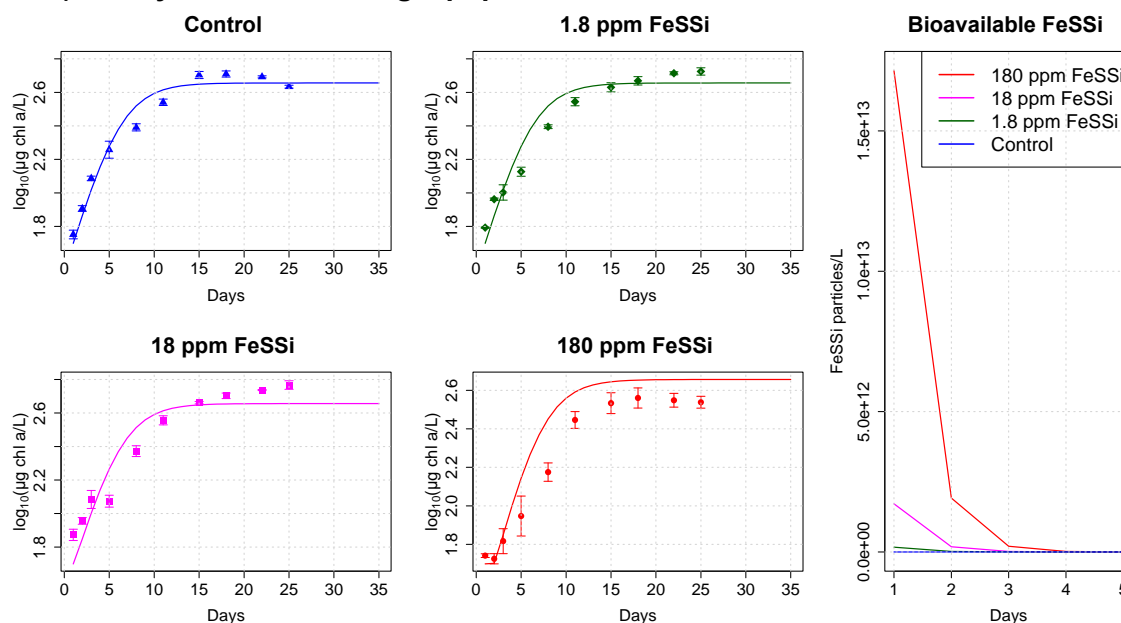 Control
log₁₀(µg chl a/L)
1.8
2.2
2.6
0 5 10 15 20 25 30 35
Days
1.8 ppm FeSSi
log₁₀(µg chl a/L)
1.8
2.2
2.6
0 5 10 15 20 25 30 35
Days
18 ppm FeSSi
log₁₀(µg chl a/L)
1.8
2.2
2.6
0 5 10 15 20 25 30 35
Days
180 ppm FeSSi
log₁₀(µg chl a/L)
1.8
2.0
2.2
2.4
2.6
0 5 10 15 20 25 30 35
Days
Bioavailable FeSSi
180 ppm FeSSi
18 ppm FeSSi
1.8 ppm FeSSi
Control
FeSSi particles/L
0.0e+00
5.0e+12
1.0e+13
1.5e+13
1 2 3 4 5
Days